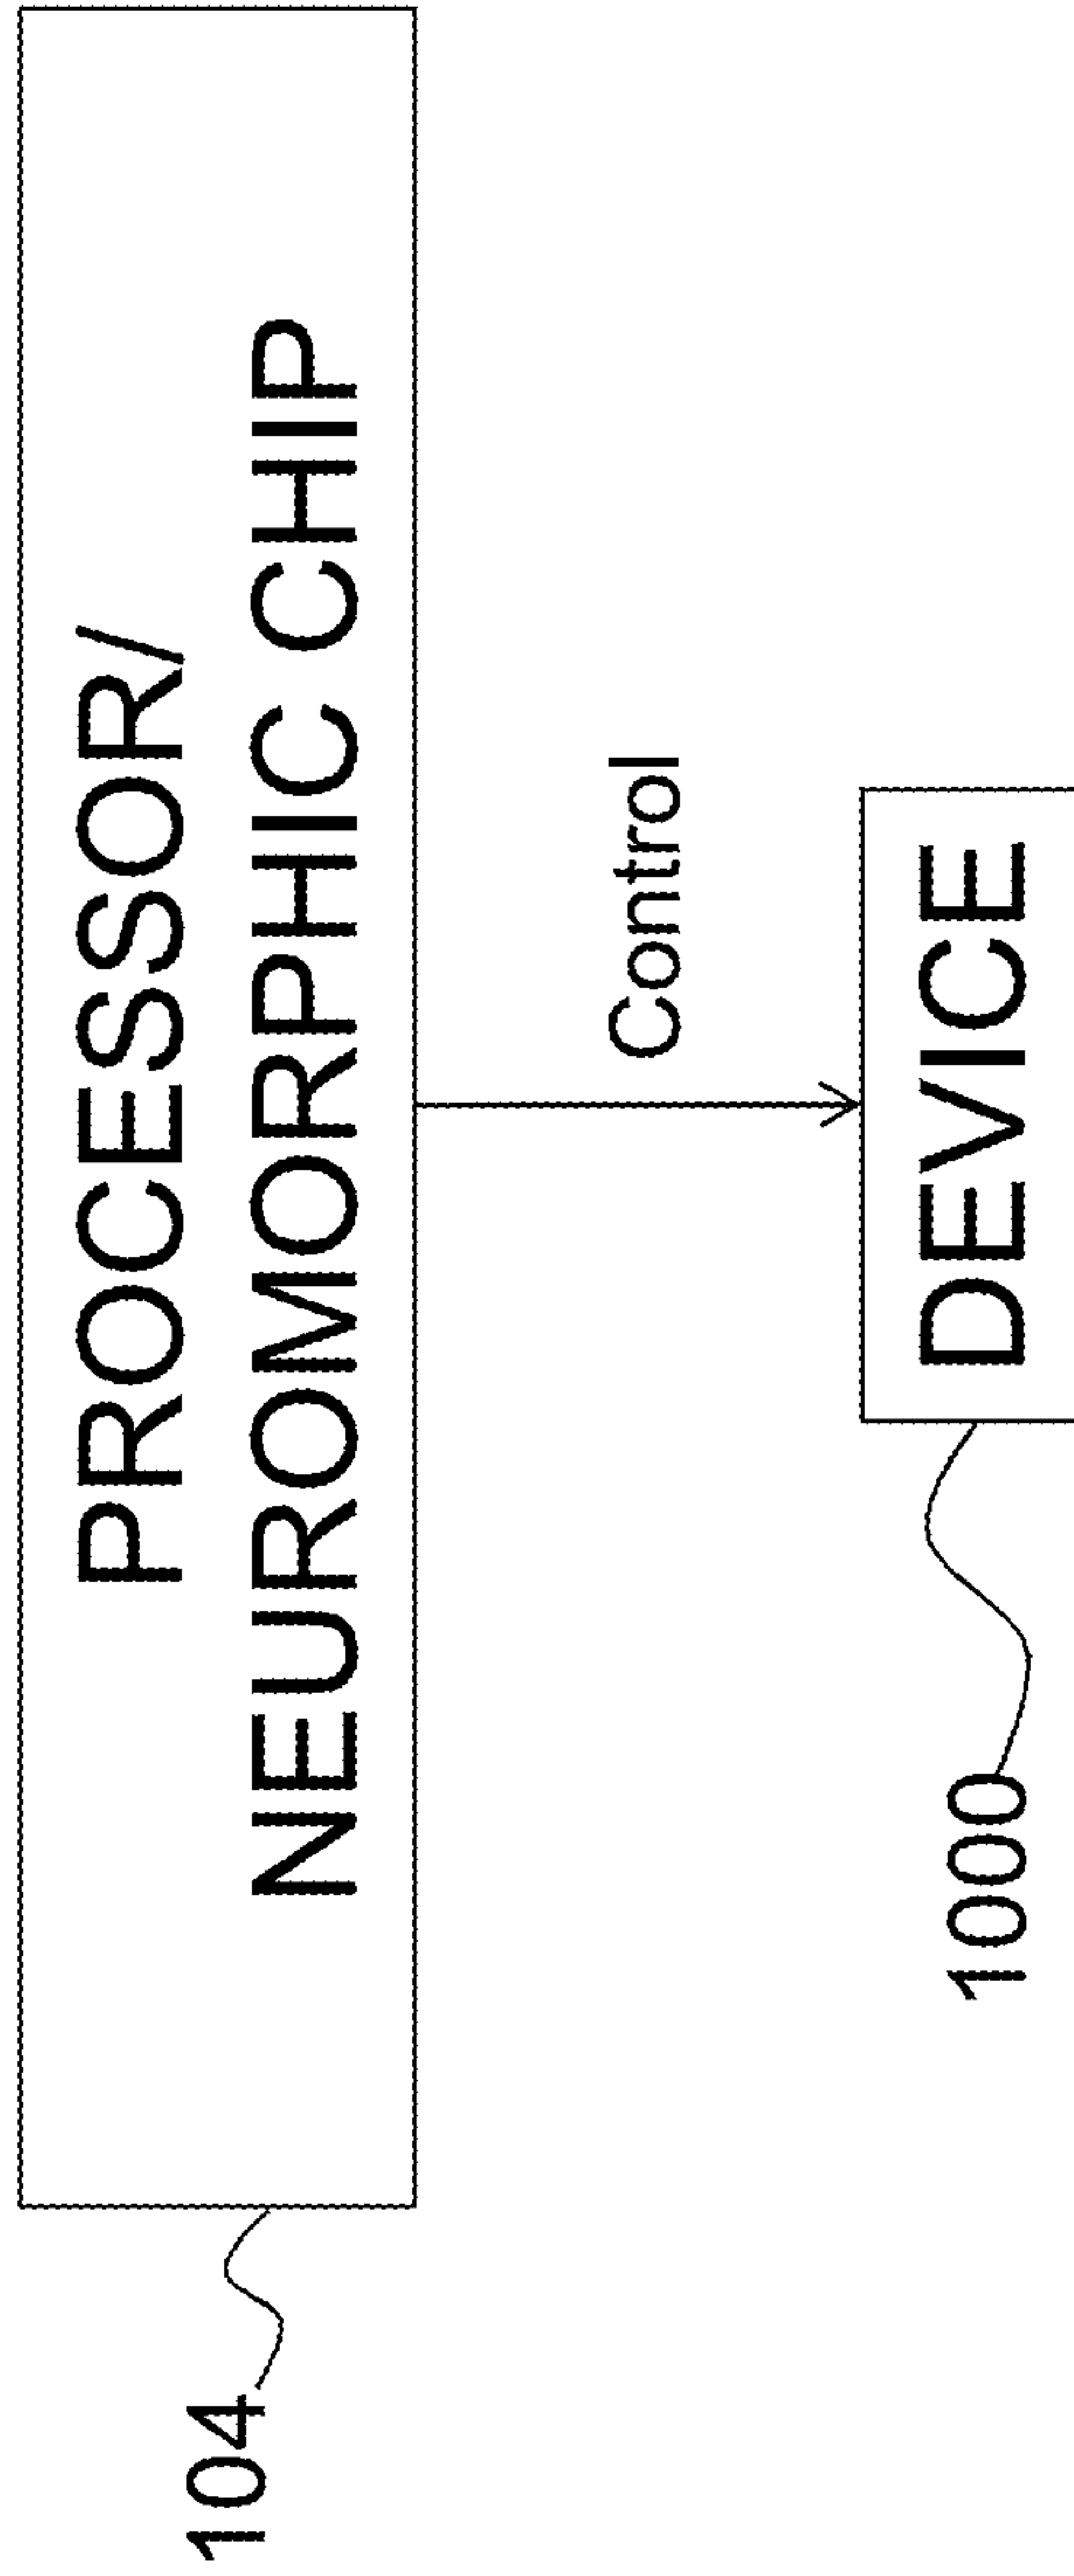 104
PROCESSOR/
NEUROMORPHIC CHIP
Control
1000
DEVICE